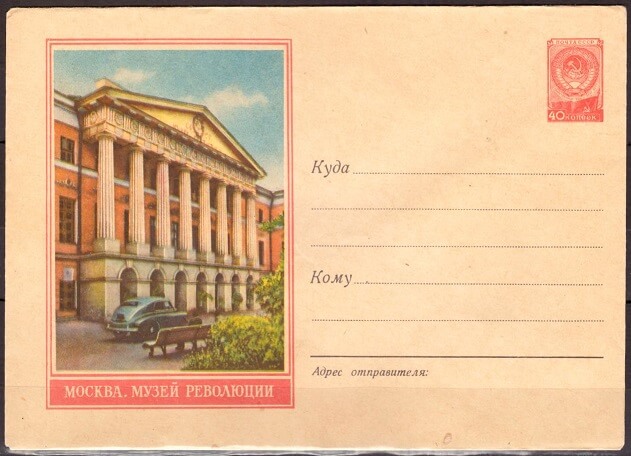 ПОЧТА СССР
40 КОПЕЕК
Куда
Кому
Адрес отправителя:
МОСКВА. МУЗЕЙ РЕВОЛЮЦИИ